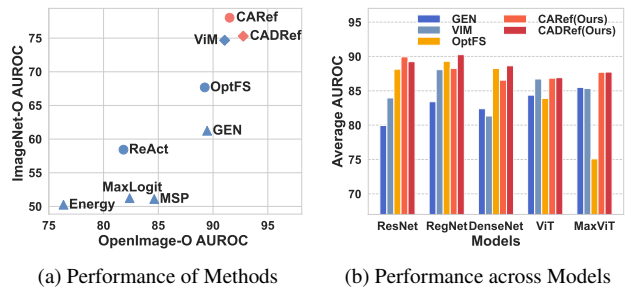 CARef
ViM
CADRef
OptFS
GEN
ReAct
MaxLogit
MSP
Energy
75
70
65
60
55
50
75
80
85
90
95
ImageNet-O AUROC
OpenImage-O AUROC
(a) Performance of Methods
GEN
VIM
OptFS
CARef(Ours)
CADRef(Ours)
95
90
85
80
75
70
Average AUROC
ResNet
RegNet
DenseNet
ViT
MaxViT
Models
(b) Performance across Models